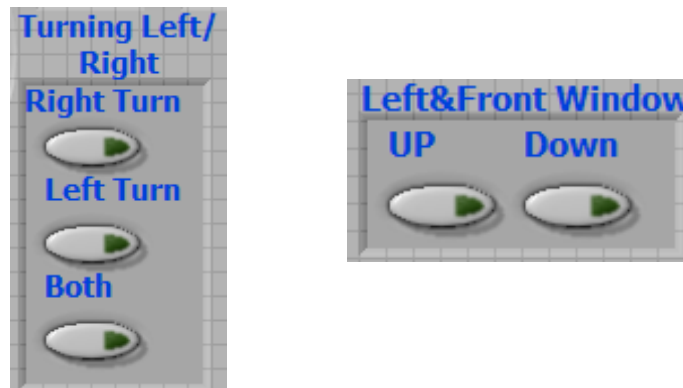 Turning Left/
Right
Right Turn
Left Turn
Both
Left&Front Window
UP Down